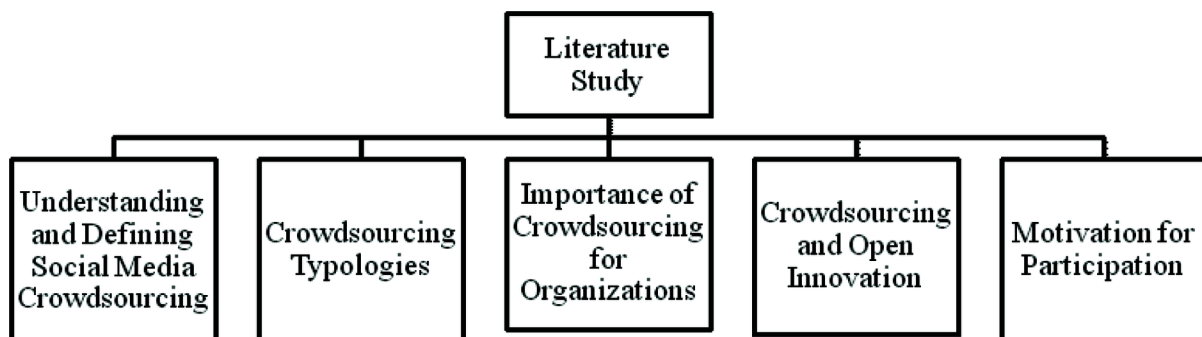 Literature
Study
Understanding
and Defining
Social Media
Crowdsourcing
Crowdsourcing
Typologies
Importance of
Crowdsourcing
for
Organizations
Crowdsourcing
and Open
Innovation
Motivation for
Participation